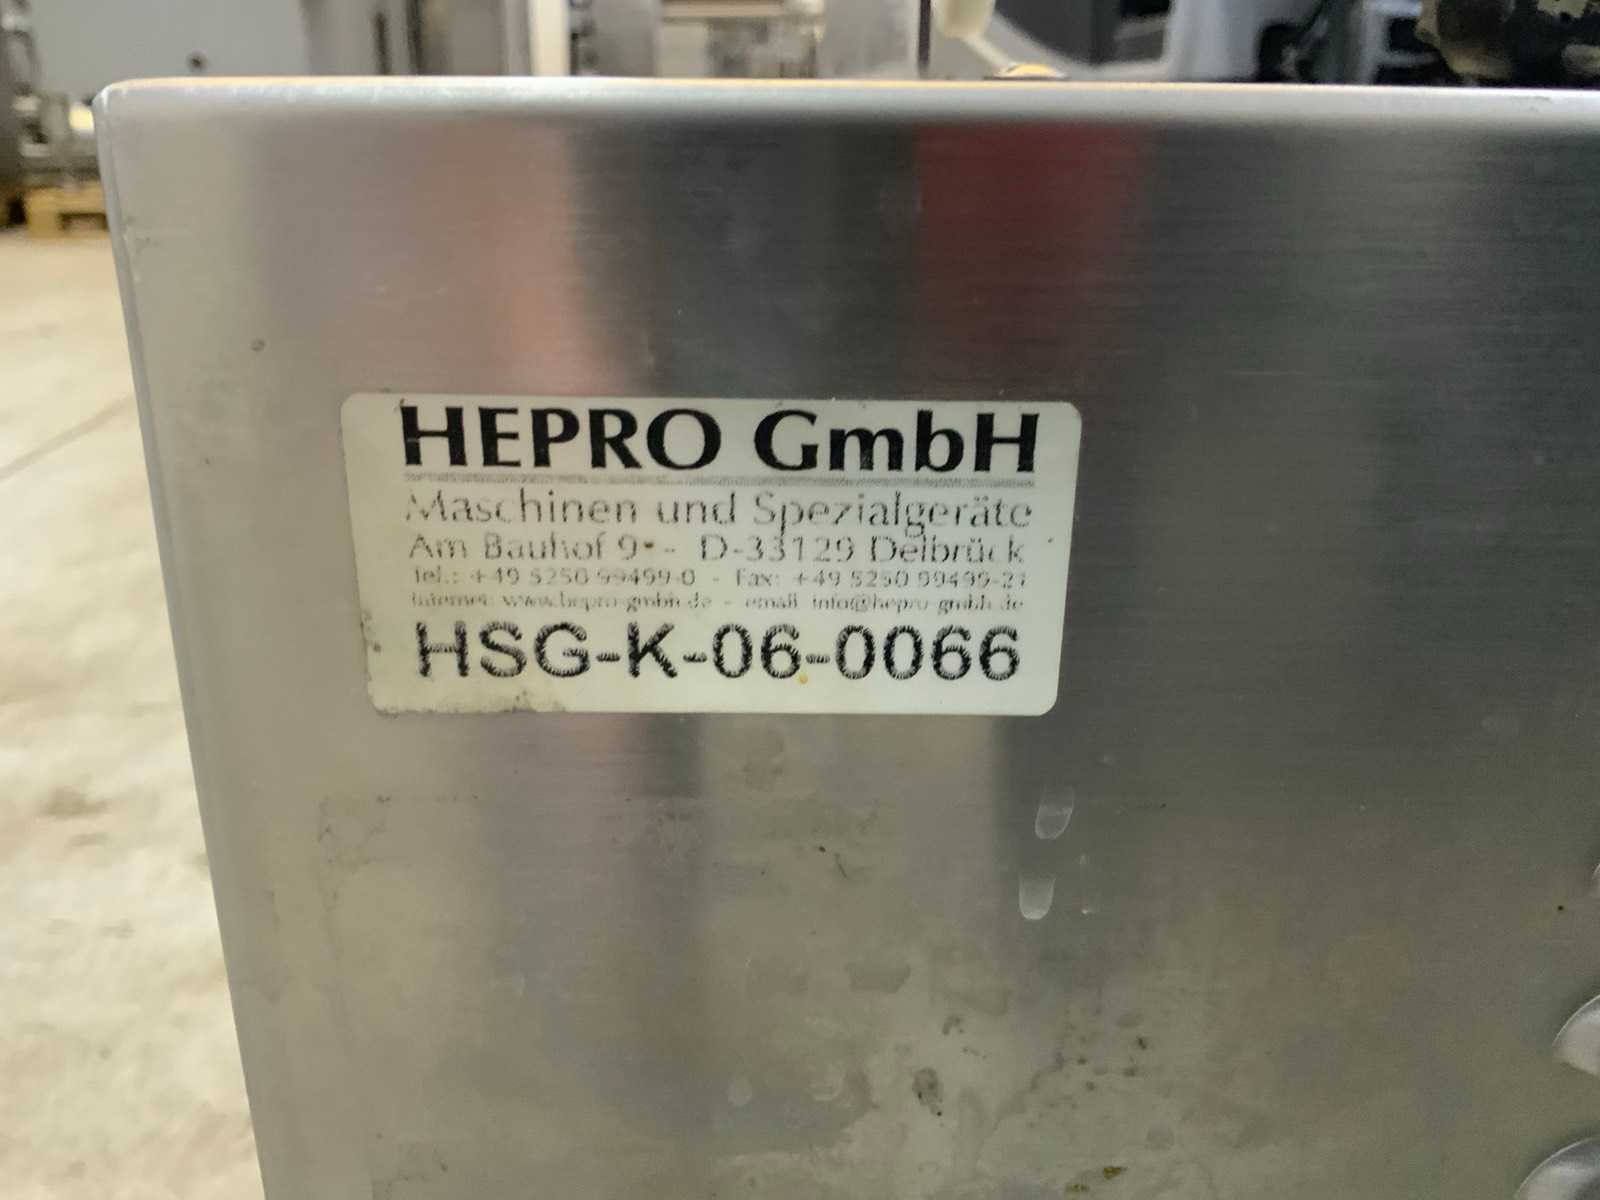 HEPRO GmbH
Maschinen und Spezialgeräte
Am Bauhof 9 - D-33129 Delbrück
Tel.: +49 5250 99499-0 - Fax: +49 5250 99499-21
Internet: www.hepro-gmbh.de - email: info@hepro-gmbh.de
HSG-K-06-0066